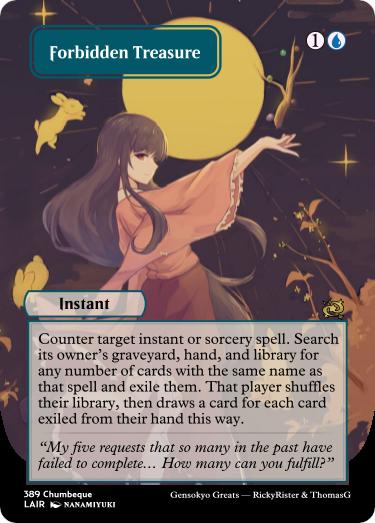 Forbidden Treasure
1
Instant
Counter target instant or sorcery spell. Search
its owner's graveyard, hand, and library for
any number of cards with the same name as
that spell and exile them. That player shuffles
their library, then draws a card for each card
exiled from their hand this way.
“My five requests that so many in the past have
failed to complete… How many can you fulfill?”
389 Chumbeque
LAIR NANAMIYUKI
Gensokyo Greats — RickyRister & ThomasG